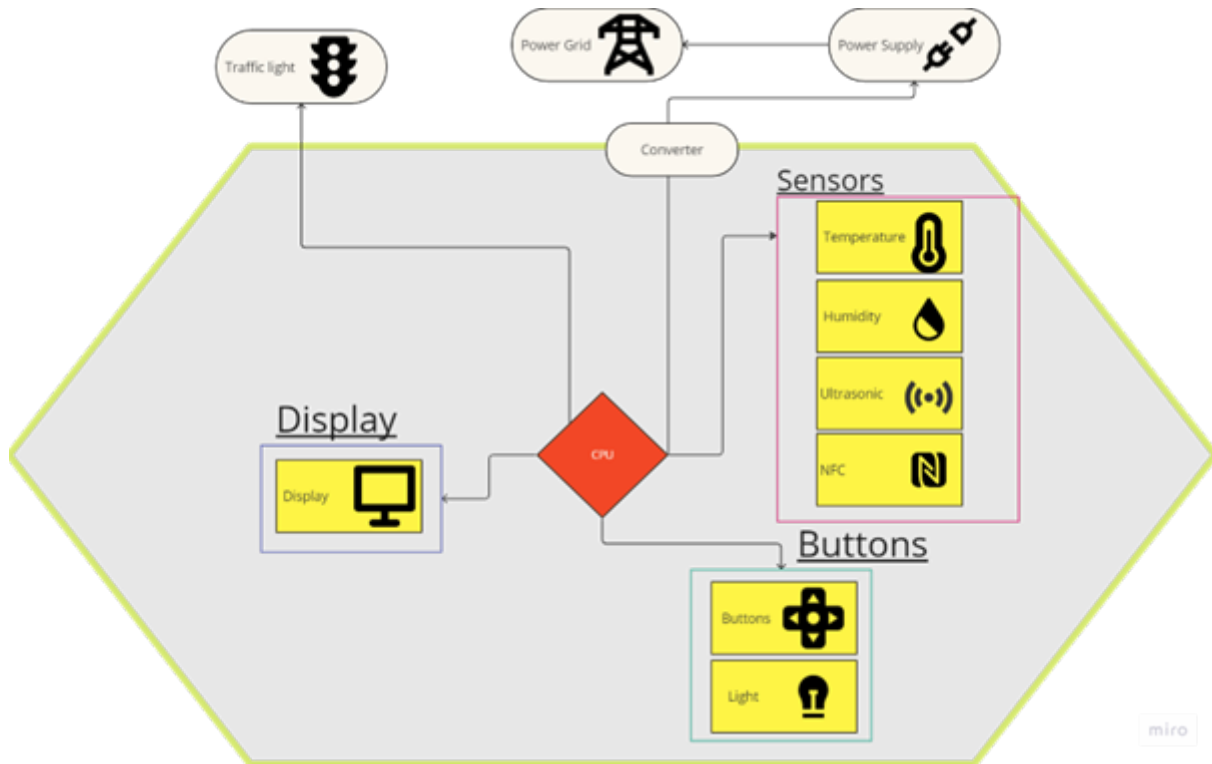 Traffic light
Power Grid
Power Supply
Converter
Sensors
Temperature
Humidity
Ultrasonic
NFC
Display
Display
CPU
Buttons
Buttons
Light
miro